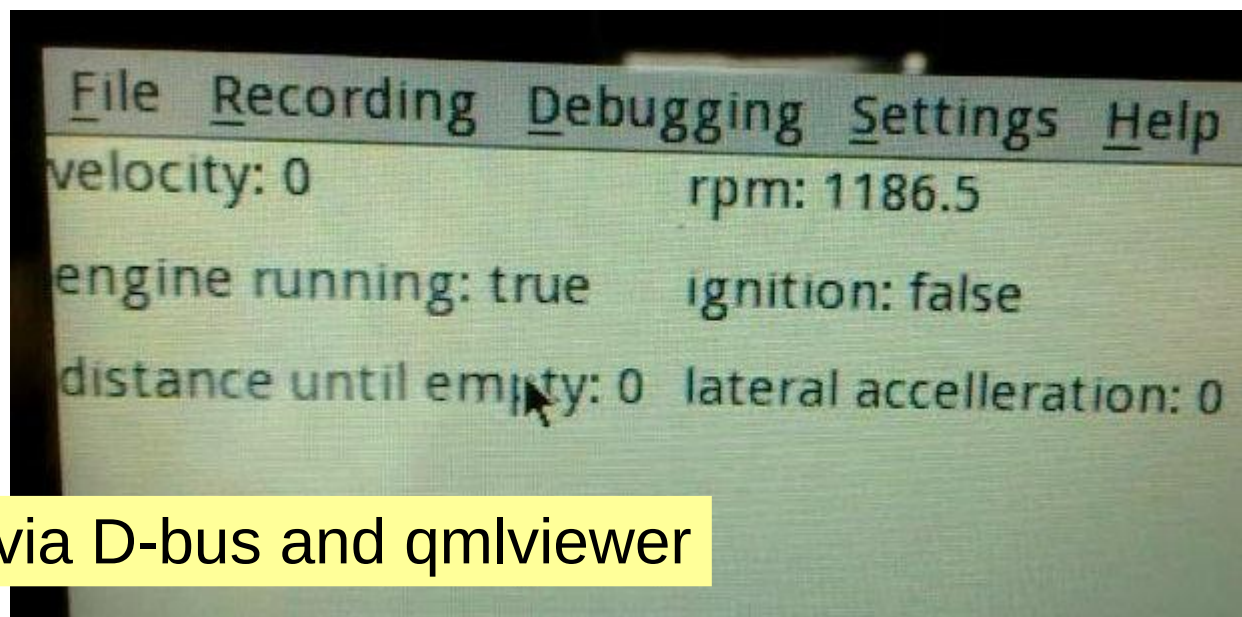 File Recording Debugging Settings Help
velocity: 0 rpm: 1186.5
engine running: true ignition: false
distance until empty: 0 lateral accelleration: 0
via D-bus and qmlviewer